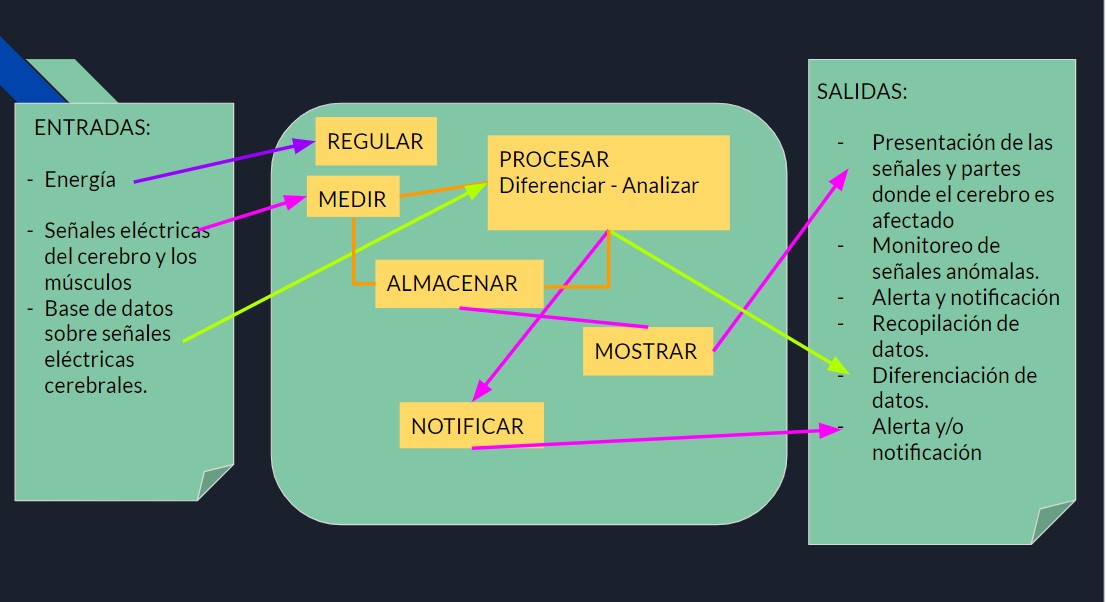 ENTRADAS:
- Energía
- Señales eléctricas
del cerebro y los
músculos
- Base de datos
sobre señales
eléctricas
cerebrales.
REGULAR
MEDIR
PROCESAR
Diferenciar - Analizar
ALMACENAR
MOSTRAR
NOTIFICAR
SALIDAS:
- Presentación de las
señales y partes
donde el cerebro es
afectado
- Monitoreo de
señales anómalas.
- Alerta y notificación
- Recopilación de
datos.
- Diferenciación de
datos.
- Alerta y/o
notificación